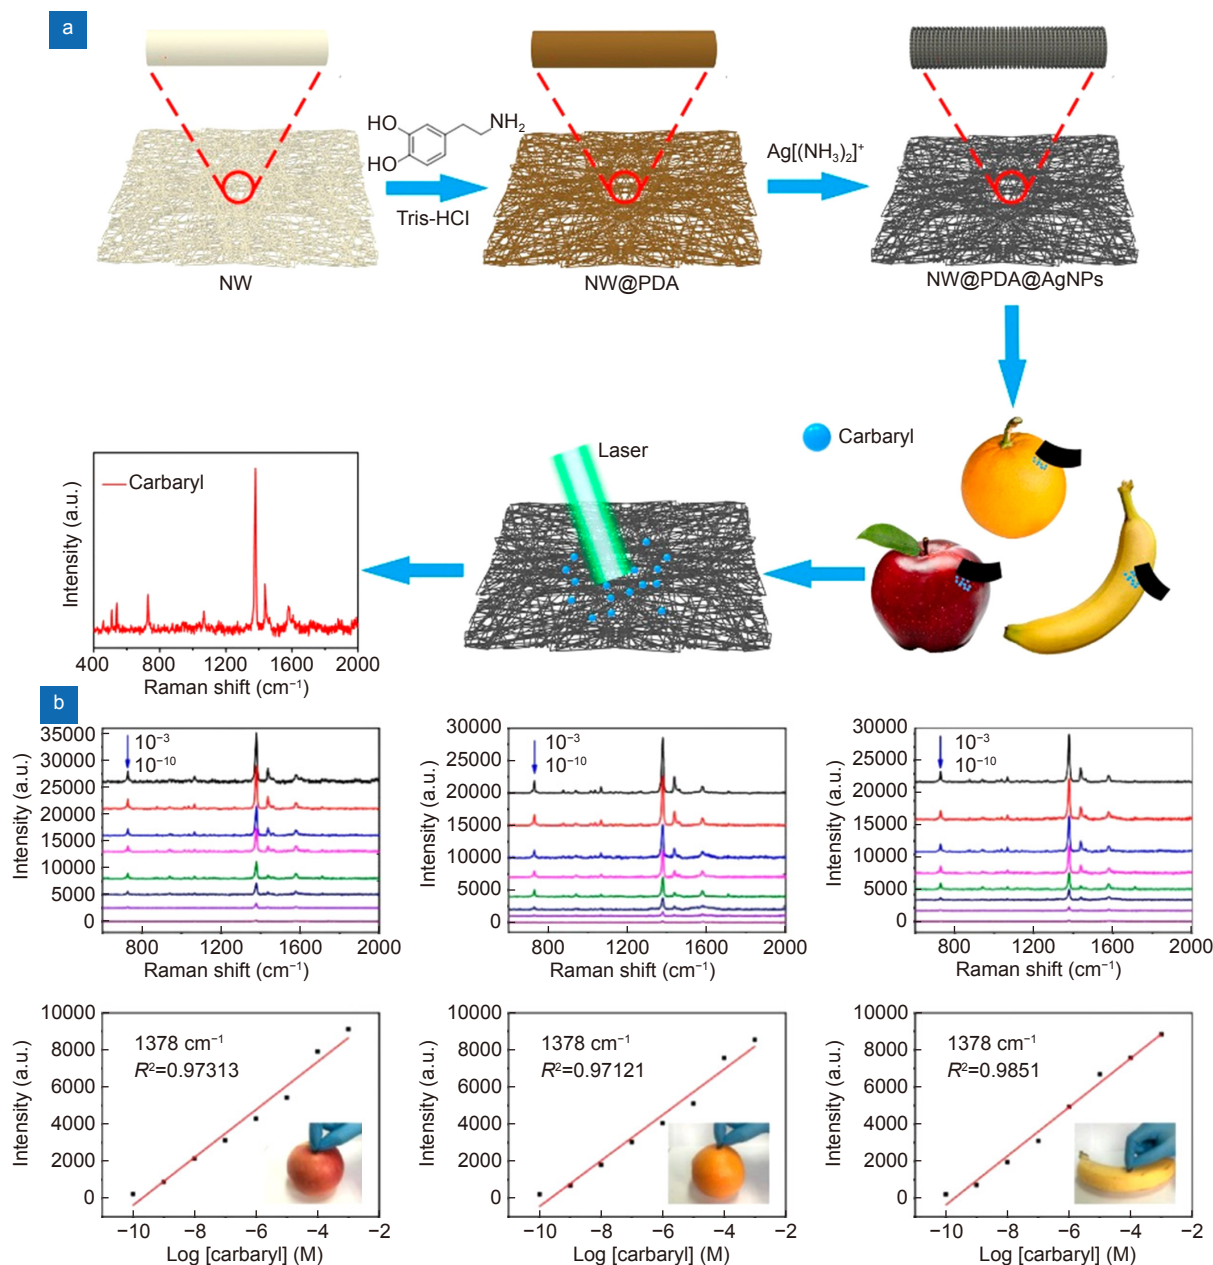 a
HO
HO
NH2
Tris-HCl
Ag[(NH3)2]+
NW
NW@PDA
NW@PDA@AgNPs
Carbaryl
Laser
Carbaryl
Intensity (a.u.)
400 800 1200 1600 2000
Raman shift (cm−1)
b
35000
30000
25000
20000
15000
10000
5000
0
10−3
10−10
Intensity (a.u.)
800 1200 1600 2000
Raman shift (cm−1)
30000
20000
10000
0
10−3
10−10
Intensity (a.u.)
800 1200 1600 2000
Raman shift (cm−1)
30000
25000
20000
15000
10000
5000
0
10−3
10−10
Intensity (a.u.)
800 1200 1600 2000
Raman shift (cm−1)
10000
8000
6000
4000
2000
0
1378 cm−1
R2=0.97313
Intensity (a.u.)
−10 −8 −6 −4 −2
Log [carbaryl] (M)
10000
8000
6000
4000
2000
0
1378 cm−1
R2=0.97121
Intensity (a.u.)
−10 −8 −6 −4 −2
Log [carbaryl] (M)
10000
8000
6000
4000
2000
0
1378 cm−1
R2=0.9851
Intensity (a.u.)
−10 −8 −6 −4 −2
Log [carbaryl] (M)